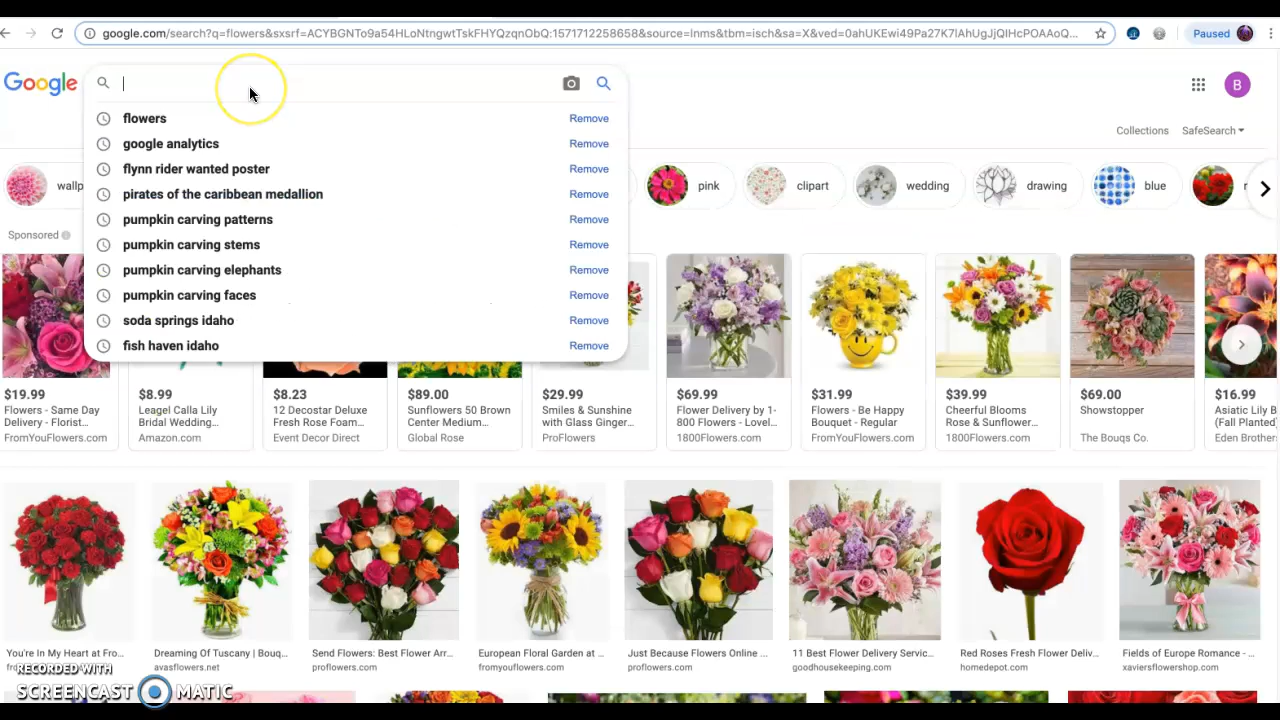 google.com/search?q=flowers&sxsrf=ACYBGNTo9a54HLoNtngwtTskFHYQzqnObQ:1571712258658&source=lnms&tbm=isch&sa=X&ved=0ahUKEwi49Pa27K7lAhUgJjQIHcPOAAoQ...
Paused
Google
B
flowers Remove
google analytics Remove
flynn rider wanted poster Remove
pirates of the caribbean medallion Remove
pumpkin carving patterns Remove
pumpkin carving stems Remove
pumpkin carving elephants Remove
pumpkin carving faces Remove
soda springs idaho Remove
fish haven idaho Remove
Collections SafeSearch
wallp
pink
clipart
wedding
drawing
blue
r
Sponsored
$19.99
Flowers - Same Day
Delivery - Florist...
FromYouFlowers.com
$8.99
Leagel Calla Lily
Bridal Wedding...
Amazon.com
$8.23
12 Decostar Deluxe
Fresh Rose Foam...
Event Decor Direct
$89.00
Sunflowers 50 Brown
Center Medium...
Global Rose
$29.99
Smiles & Sunshine
with Glass Ginger...
ProFlowers
$69.99
Flower Delivery by 1-
800 Flowers - Lovel...
1800Flowers.com
$31.99
Flowers - Be Happy
Bouquet - Regular
FromYouFlowers.com
$39.99
Cheerful Blooms
Rose & Sunflower...
1800Flowers.com
$69.00
Showstopper
The Bouqs Co.
$16.99
Asiatic Lily B
(Fall Planted)
Eden Brother
You're In My Heart at Fro...
Dreaming Of Tuscany | Bouq...
avasflowers.net
Send Flowers: Best Flower Arr...
proflowers.com
European Floral Garden at ...
fromyouflowers.com
Just Because Flowers Online ...
proflowers.com
11 Best Flower Delivery Servic...
goodhousekeeping.com
Red Roses Fresh Flower Deliv...
homedepot.com
Fields of Europe Romance - ...
xaviersflowershop.com
RECORDED WITH
SCREENCAST MATIC